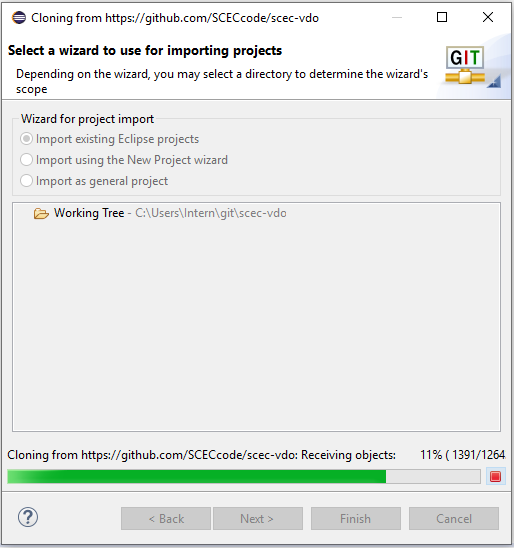 Cloning from https://github.com/SCECcode/scec-vdo
Select a wizard to use for importing projects
Depending on the wizard, you may select a directory to determine the wizard's
scope
GIT
Wizard for project import
Import existing Eclipse projects
Import using the New Project wizard
Import as general project
Working Tree - C:\Users\Intern\git\scec-vdo
Cloning from https://github.com/SCECcode/scec-vdo: Receiving objects: 11% ( 1391/1264
? < Back Next > Finish Cancel